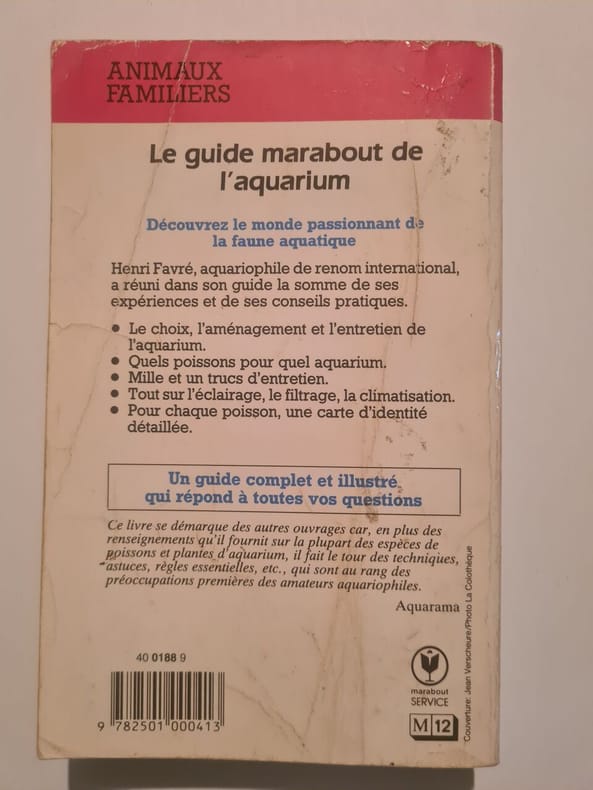 ANIMAUX
FAMILIERS
Le guide marabout de
l'aquarium
Découvrez le monde passionnant de
la faune aquatique
Henri Favré, aquariophile de renom international,
a réuni dans son guide la somme de ses
expériences et de ses conseils pratiques.
• Le choix, l'aménagement et l'entretien de
l'aquarium.
• Quels poissons pour quel aquarium.
• Mille et un trucs d'entretien.
• Tout sur l'éclairage, le filtrage, la climatisation.
• Pour chaque poisson, une carte d'identité
détaillée.
Un guide complet et illustré
qui répond à toutes vos questions
Ce livre se démarque des autres ouvrages car, en plus des
renseignements qu'il fournit sur la plupart des espèces de
poissons et plantes d'aquarium, il fait le tour des techniques,
astuces, règles essentielles, etc., qui sont au rang des
préoccupations premières des amateurs aquariophiles.
Aquarama
Couverture: Jean Verscheure/Photo La Colothèque
40 0188 9
9 782501 000413
marabout
SERVICE
M 12